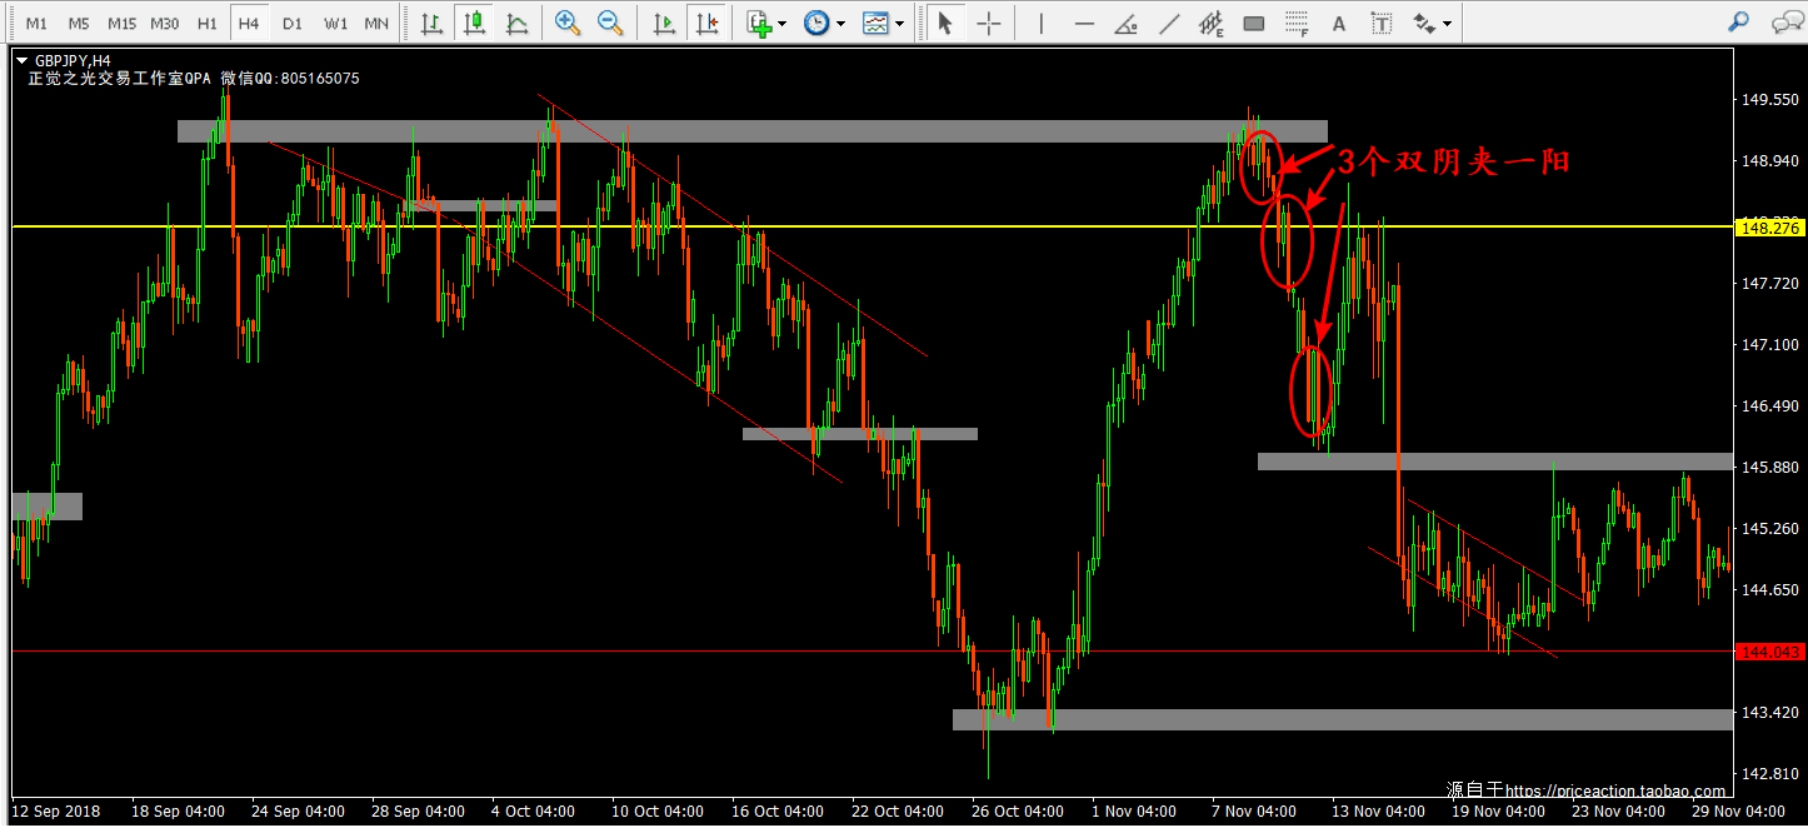 M1 M5 M15 M30 H1 H4 D1 W1 MN
GBPJPY,H4
正觉之光交易工作室QPA 微信QQ:805165075
3个双阴夹一阳
149.550
148.940
148.276
147.720
147.100
146.490
145.880
145.260
144.650
144.043
143.420
142.810
源自于https://priceaction.taobao.com
12 Sep 2018 18 Sep 04:00 24 Sep 04:00 28 Sep 04:00 4 Oct 04:00 10 Oct 04:00 16 Oct 04:00 22 Oct 04:00 26 Oct 04:00 1 Nov 04:00 7 Nov 04:00 13 Nov 04:00 19 Nov 04:00 23 Nov 04:00 29 Nov 04:00